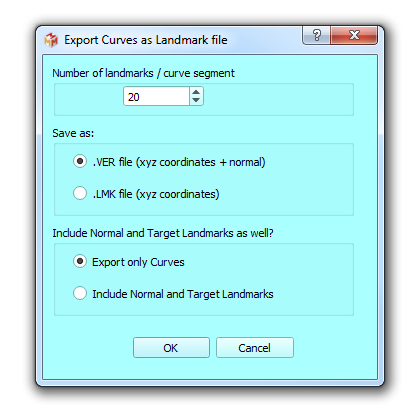 Export Curves as Landmark file
?
Number of landmarks / curve segment
20
Save as:
.VER file (xyz coordinates + normal)
.LMK file (xyz coordinates)
Include Normal and Target Landmarks as well?
Export only Curves
Include Normal and Target Landmarks
OK Cancel